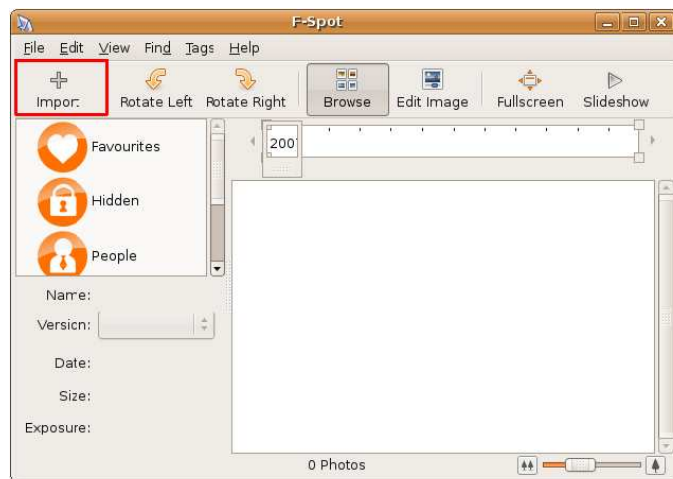 F-Spot
File Edit View Find Tags Help
Import Rotate Left Rotate Right Browse Edit Image Fullscreen Slideshow
Favourites
200
Hidden
People
Name:
Version:
Date:
Size:
Exposure:
0 Photos